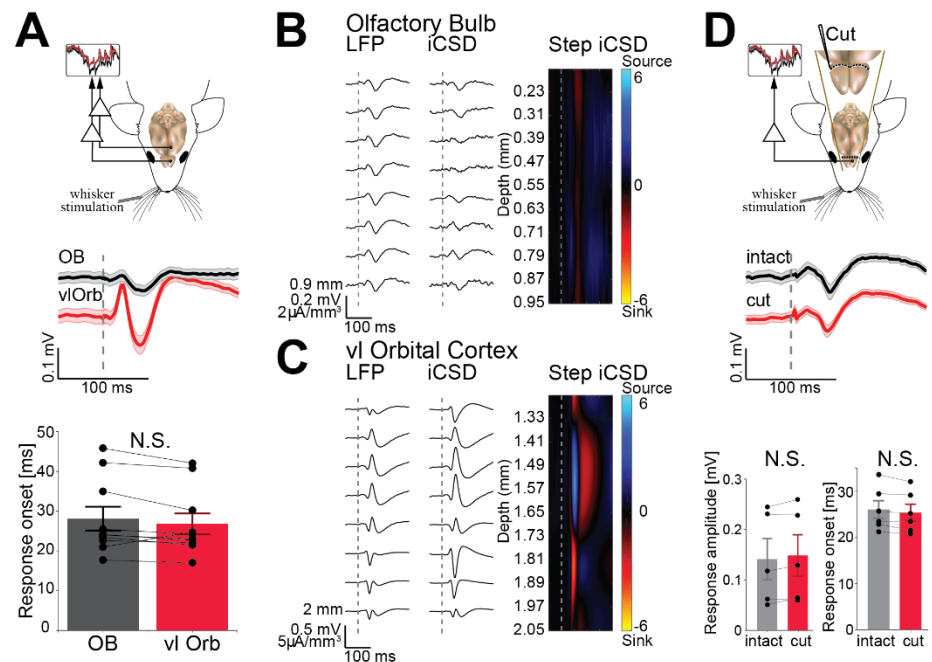 A
whisker
stimulation
OB
vlOrb
0.1 mV
100 ms
N.S.
Response onset [ms]
50
40
30
20
10
0
OB
vl Orb
B
Olfactory Bulb
LFP
iCSD
Step iCSD
Source
6
0
-6
Sink
Depth (mm)
0.23
0.31
0.39
0.47
0.55
0.63
0.71
0.79
0.87
0.95
0.9 mm
0.2 mV
2µA/mm³
100 ms
C
vl Orbital Cortex
LFP
iCSD
Step iCSD
Source
6
0
-6
Sink
Depth (mm)
1.33
1.41
1.49
1.57
1.65
1.73
1.81
1.89
1.97
2.05
2 mm
0.5 mV
5µA/mm³
100 ms
D
Cut
whisker
stimulation
intact
cut
0.1 mV
100 ms
N.S.
Response amplitude [mV]
0.3
0.2
0.1
0
intact
cut
N.S.
Response onset [ms]
30
20
10
0
intact
cut